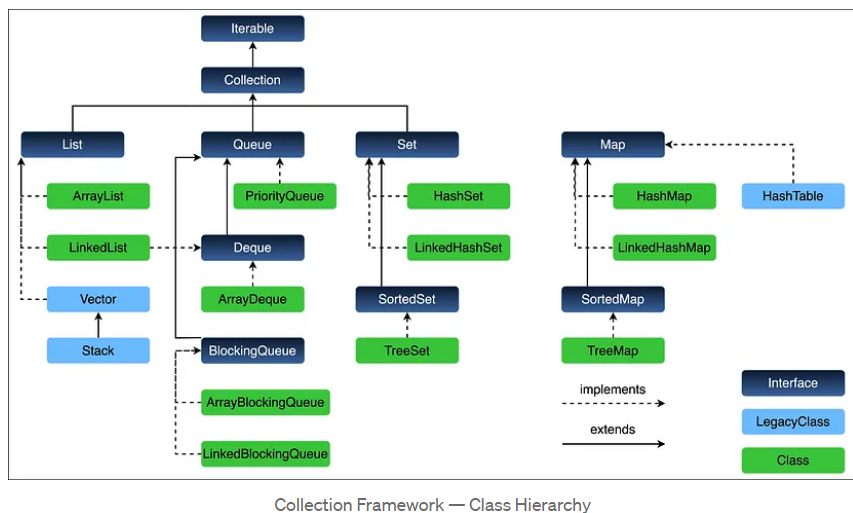 Iterable
Collection
List
Queue
Set
Map
ArrayList
PriorityQueue
HashSet
HashMap
HashTable
LinkedList
Deque
LinkedHashSet
LinkedHashMap
Vector
ArrayDeque
SortedSet
SortedMap
Stack
BlockingQueue
TreeSet
TreeMap
ArrayBlockingQueue
LinkedBlockingQueue
implements
extends
Interface
LegacyClass
Class
Collection Framework — Class Hierarchy